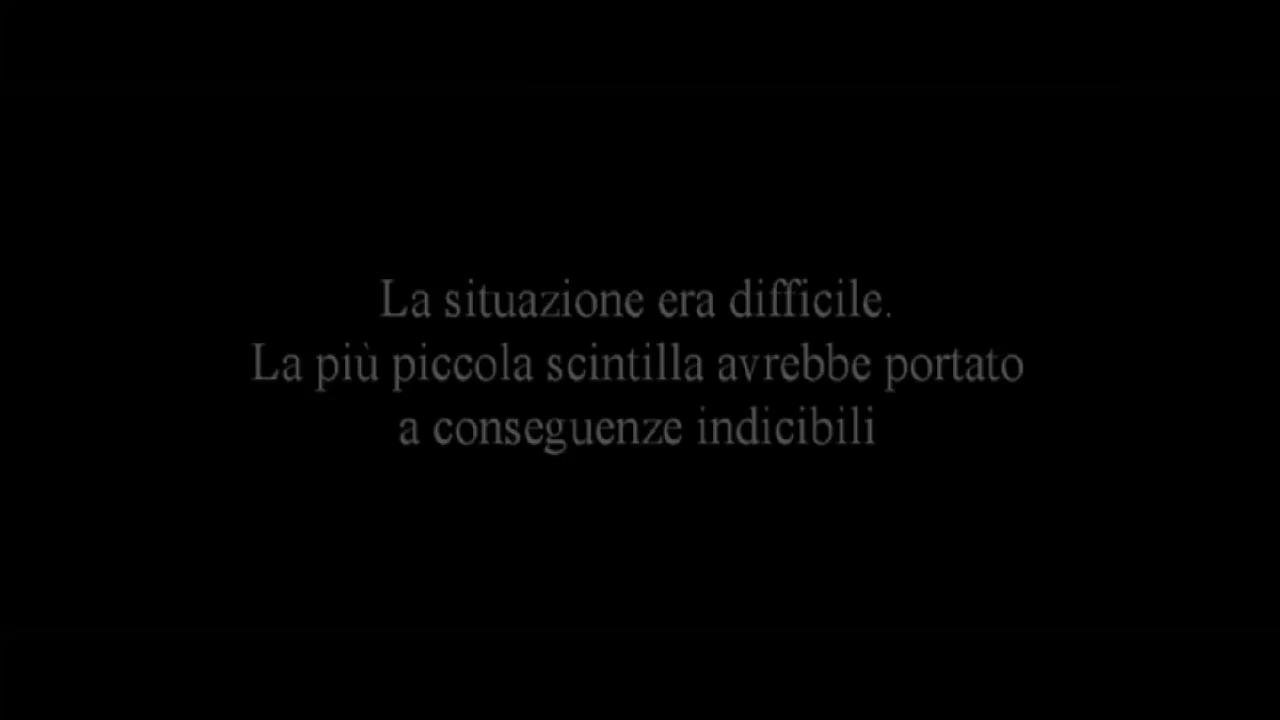 La situazione era difficile.
La più piccola scintilla avrebbe portato
a conseguenze indicibili